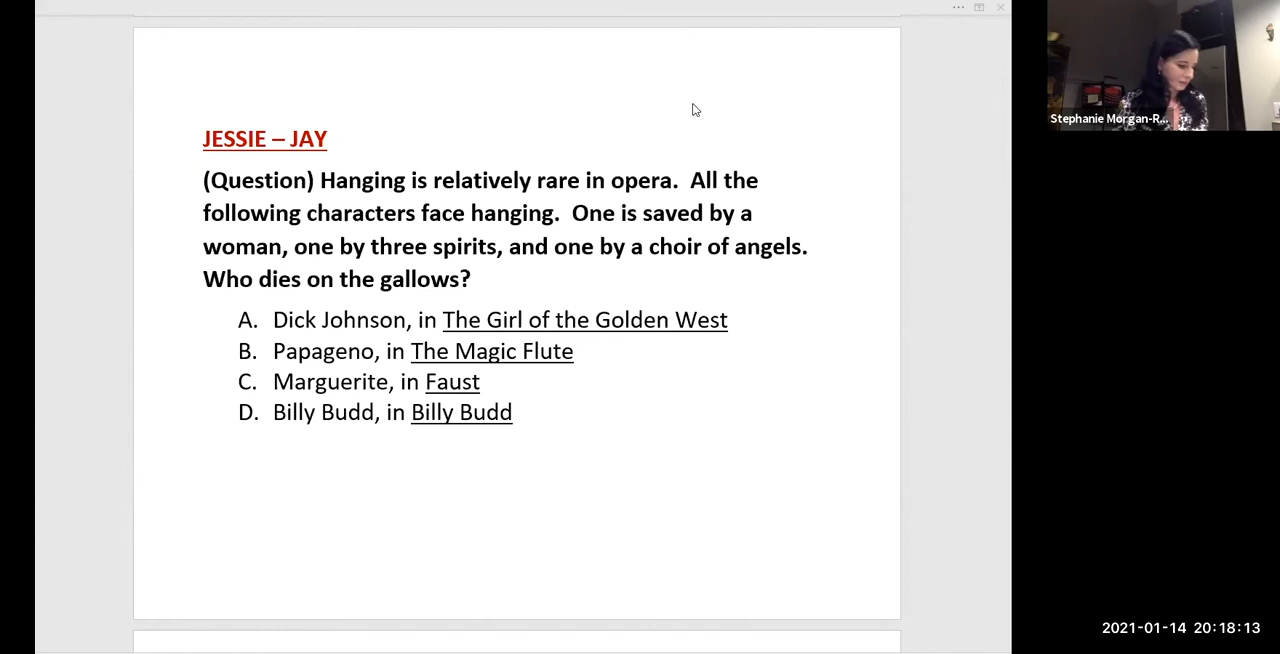 JESSIE – JAY
(Question) Hanging is relatively rare in opera.  All the
following characters face hanging.  One is saved by a
woman, one by three spirits, and one by a choir of angels.
Who dies on the gallows?
A. Dick Johnson, in The Girl of the Golden West
B. Papageno, in The Magic Flute
C. Marguerite, in Faust
D. Billy Budd, in Billy Budd
Stephanie Morgan-R...
2021-01-14 20:18:13